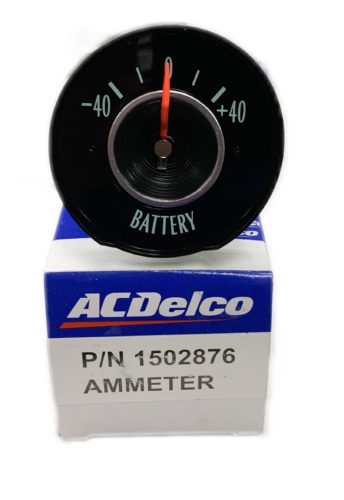 0
-40 +40
BATTERY
ACDelco
P/N 1502876
AMMETER